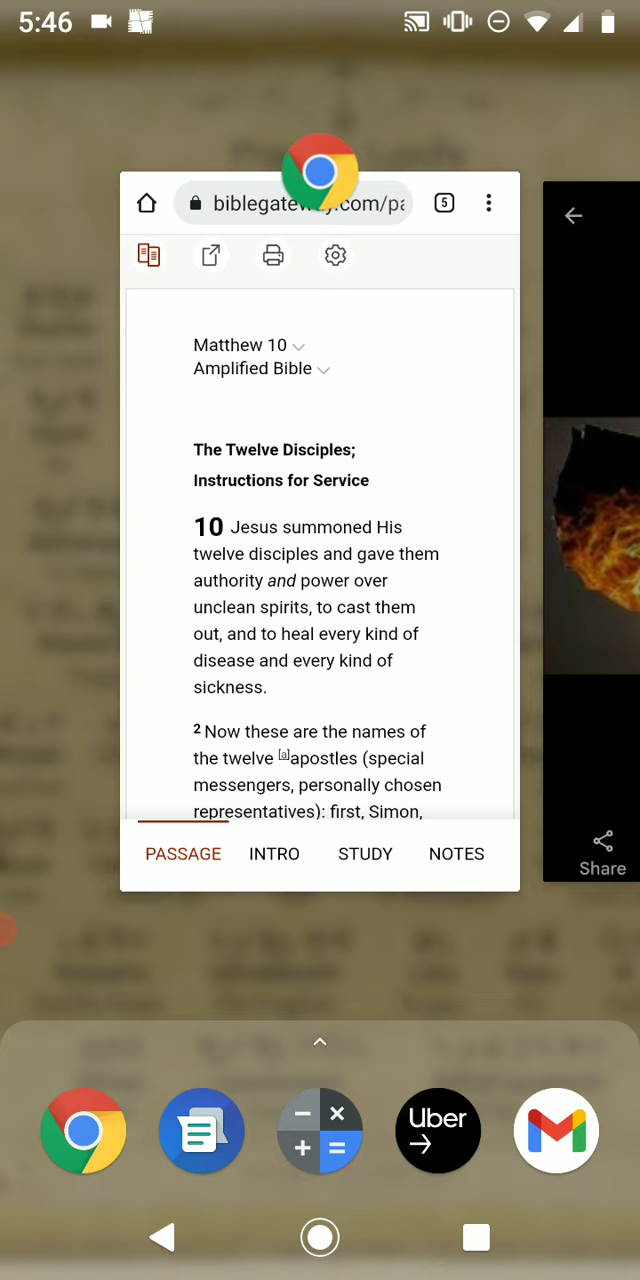 5:46
biblegateway.com/pa
5
Matthew 10
Amplified Bible
The Twelve Disciples;
Instructions for Service
10 Jesus summoned His
twelve disciples and gave them
authority and power over
unclean spirits, to cast them
out, and to heal every kind of
disease and every kind of
sickness.
2 Now these are the names of
the twelve [a]apostles (special
messengers, personally chosen
representatives): first, Simon,
PASSAGE INTRO STUDY NOTES
Share
Uber